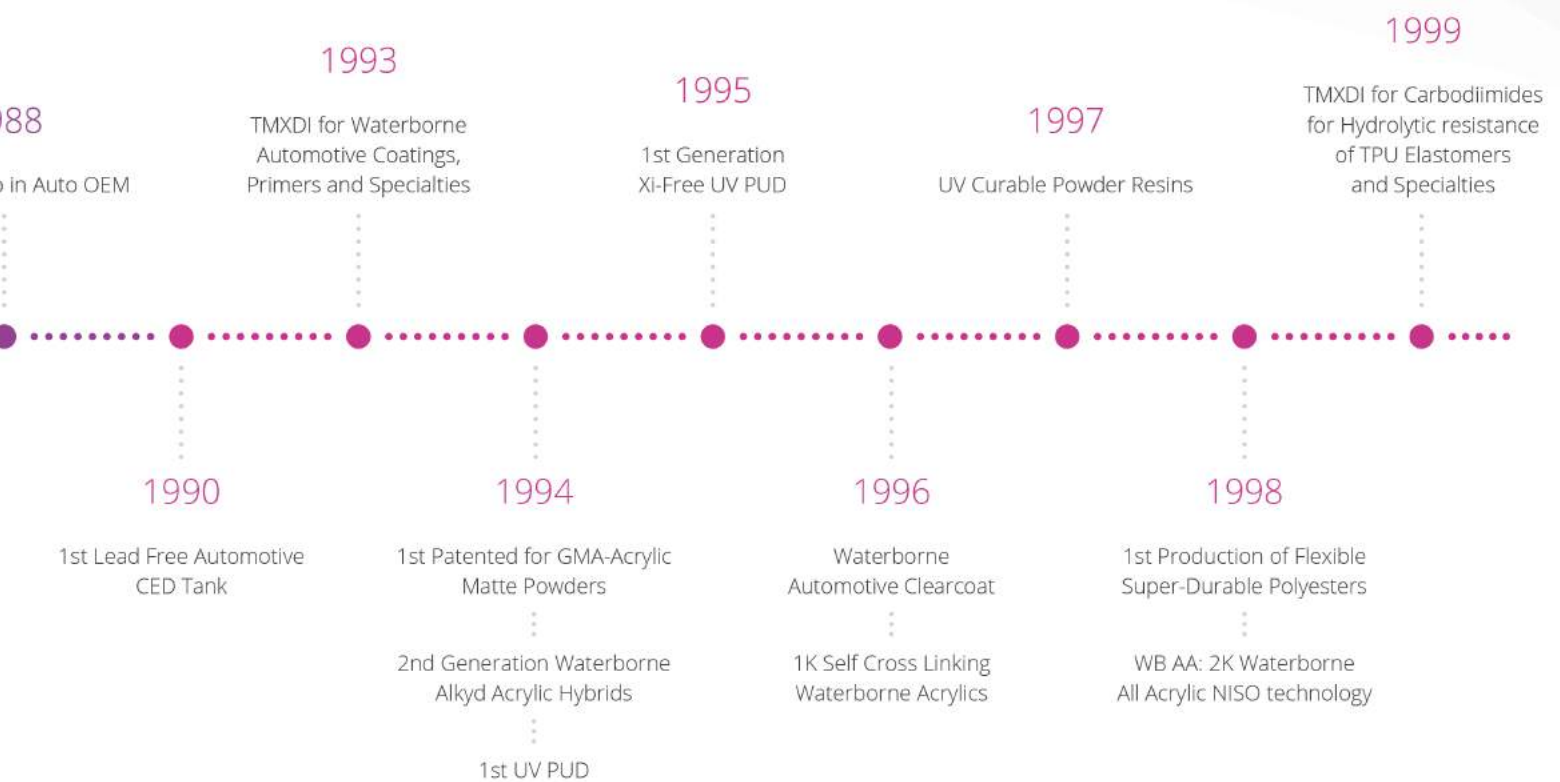 1993
TMXDI for Waterborne
Automotive Coatings,
Primers and Specialties
1995
1st Generation
Xi-Free UV PUD
1997
UV Curable Powder Resins
1999
TMXDI for Carbodiimides
for Hydrolytic resistance
of TPU Elastomers
and Specialties
88
in Auto OEM
1990
1st Lead Free Automotive
CED Tank
1994
1st Patented for GMA-Acrylic
Matte Powders
2nd Generation Waterborne
Alkyd Acrylic Hybrids
1st UV PUD
1996
Waterborne
Automotive Clearcoat
1K Self Cross Linking
Waterborne Acrylics
1998
1st Production of Flexible
Super-Durable Polyesters
WB AA: 2K Waterborne
All Acrylic NISO technology